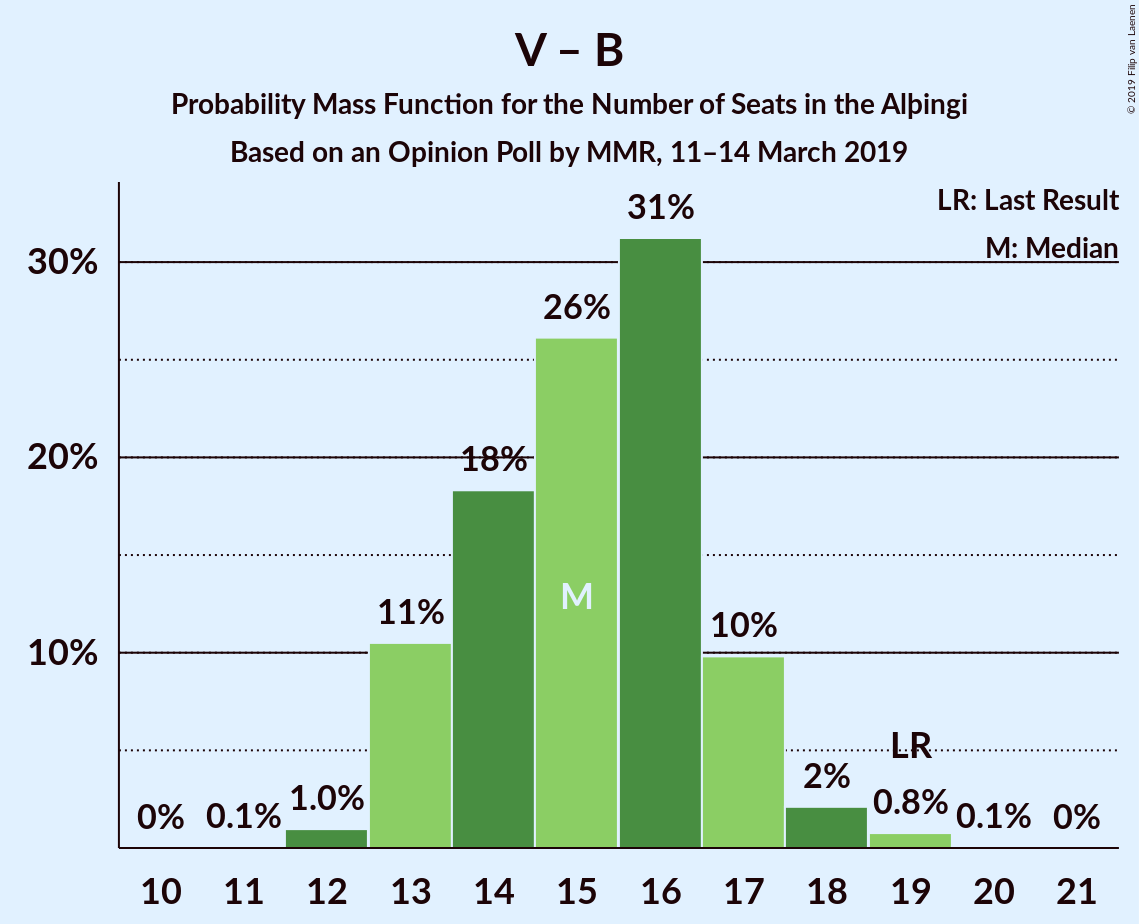 V – B
Probability Mass Function for the Number of Seats in the Alþingi
Based on an Opinion Poll by MMR, 11–14 March 2019
© 2019 Filip van Laenen
LR: Last Result
M: Median
30%
20%
10%
0%
0.1%
1.0%
11%
18%
26%
31%
10%
2%
0.8%
0.1%
0%
M
LR
10 11 12 13 14 15 16 17 18 19 20 21